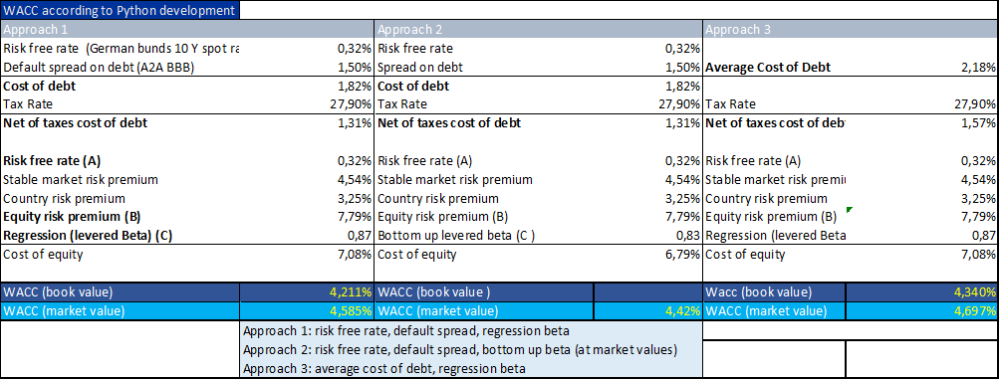 WACC according to Python development
Approach 1 Approach 2 Approach 3
Risk free rate (German bunds 10 Y spot ra 0,32% Risk free rate 0,32%
Default spread on debt (A2A BBB) 1,50% Spread on debt 1,50% Average Cost of Debt 2,18%
Cost of debt 1,82% Cost of debt 1,82%
Tax Rate 27,90% Tax Rate 27,90% Tax Rate 27,90%
Net of taxes cost of debt 1,31% Net of taxes cost of debt 1,31% Net of taxes cost of deb 1,57%
Risk free rate (A) 0,32% Risk free rate (A) 0,32% Risk free rate (A) 0,32%
Stable market risk premium 4,54% Stable market risk premium 4,54% Stable market risk premiu 4,54%
Country risk premium 3,25% Country risk premium 3,25% Country risk premium 3,25%
Equity risk premium (B) 7,79% Equity risk premium (B) 7,79% Equity risk premium (B) 7,79%
Regression (levered Beta) (C) 0,87 Bottom up levered beta (C ) 0,83 Regression (levered Beta 0,87
Cost of equity 7,08% Cost of equity 6,79% Cost of equity 7,08%
WACC (book value) 4,211% WACC (book value ) Wacc (book value) 4,340%
WACC (market value) 4,585% WACC (market value) 4,42% WACC (market value) 4,697%
Approach 1: risk free rate, default spread, regression beta
Approach 2: risk free rate, default spread, bottom up beta (at market values)
Approach 3: average cost of debt, regression beta